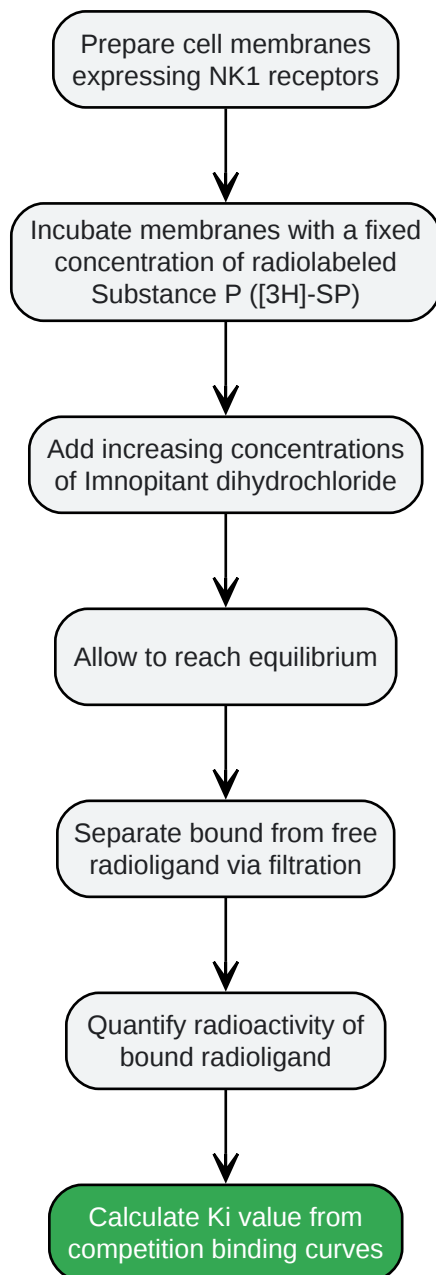 Prepare cell membranes
expressing NK1 receptors
Incubate membranes with a fixed
concentration of radiolabeled
Substance P ([3H]-SP)
Add increasing concentrations
of Imnopitant dihydrochloride
Allow to reach equilibrium
Separate bound from free
radioligand via filtration
Quantify radioactivity of
bound radioligand
Calculate Ki value from
competition binding curves